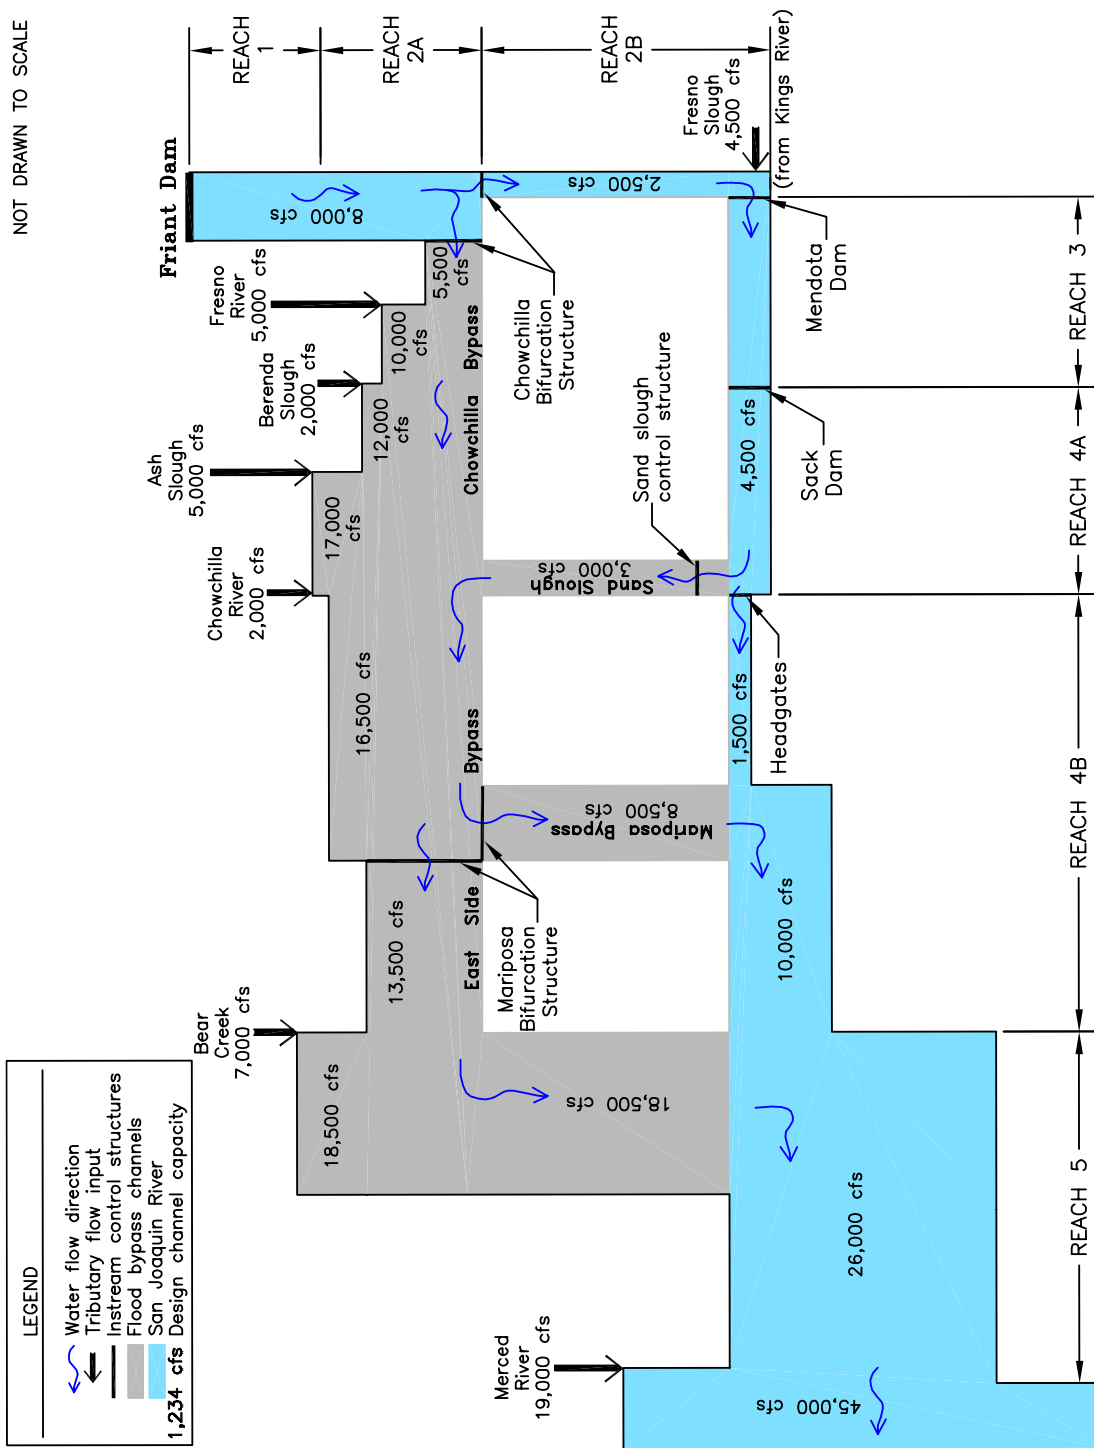 NOT DRAWN TO SCALE
REACH
1
REACH
2A
REACH
2B
Friant Dam
8,000 cfs
2,500 cfs
Fresno
Slough
4,500 cfs
(from Kings River)
Fresno
River
5,000 cfs
Berenda
Slough
2,000 cfs
Ash
Slough
5,000 cfs
Chowchilla
River
2,000 cfs
5,500
cfs
10,000
cfs
12,000
cfs
17,000
cfs
Chowchilla Bypass
Chowchilla
Bifurcation
Structure
Sand slough
control structure
Mendota
Dam
Sack
Dam
4,500 cfs
REACH 3
REACH 4A
3,000 cfs
Sand Slough
16,500 cfs
1,500 cfs
Headgates
East Side Bypass
8,500
cfs
Mariposa Bypass
13,500 cfs
Mariposa
Bifurcation
Structure
10,000 cfs
REACH 4B
Bear
Creek
7,000 cfs
18,500 cfs
18,500
cfs
26,000 cfs
REACH 5
Merced
River
19,000 cfs
45,000 cfs
LEGEND
Water flow direction
Tributary flow input
Instream control structures
Flood bypass channels
San Joaquin River
1,234 cfs Design channel capacity